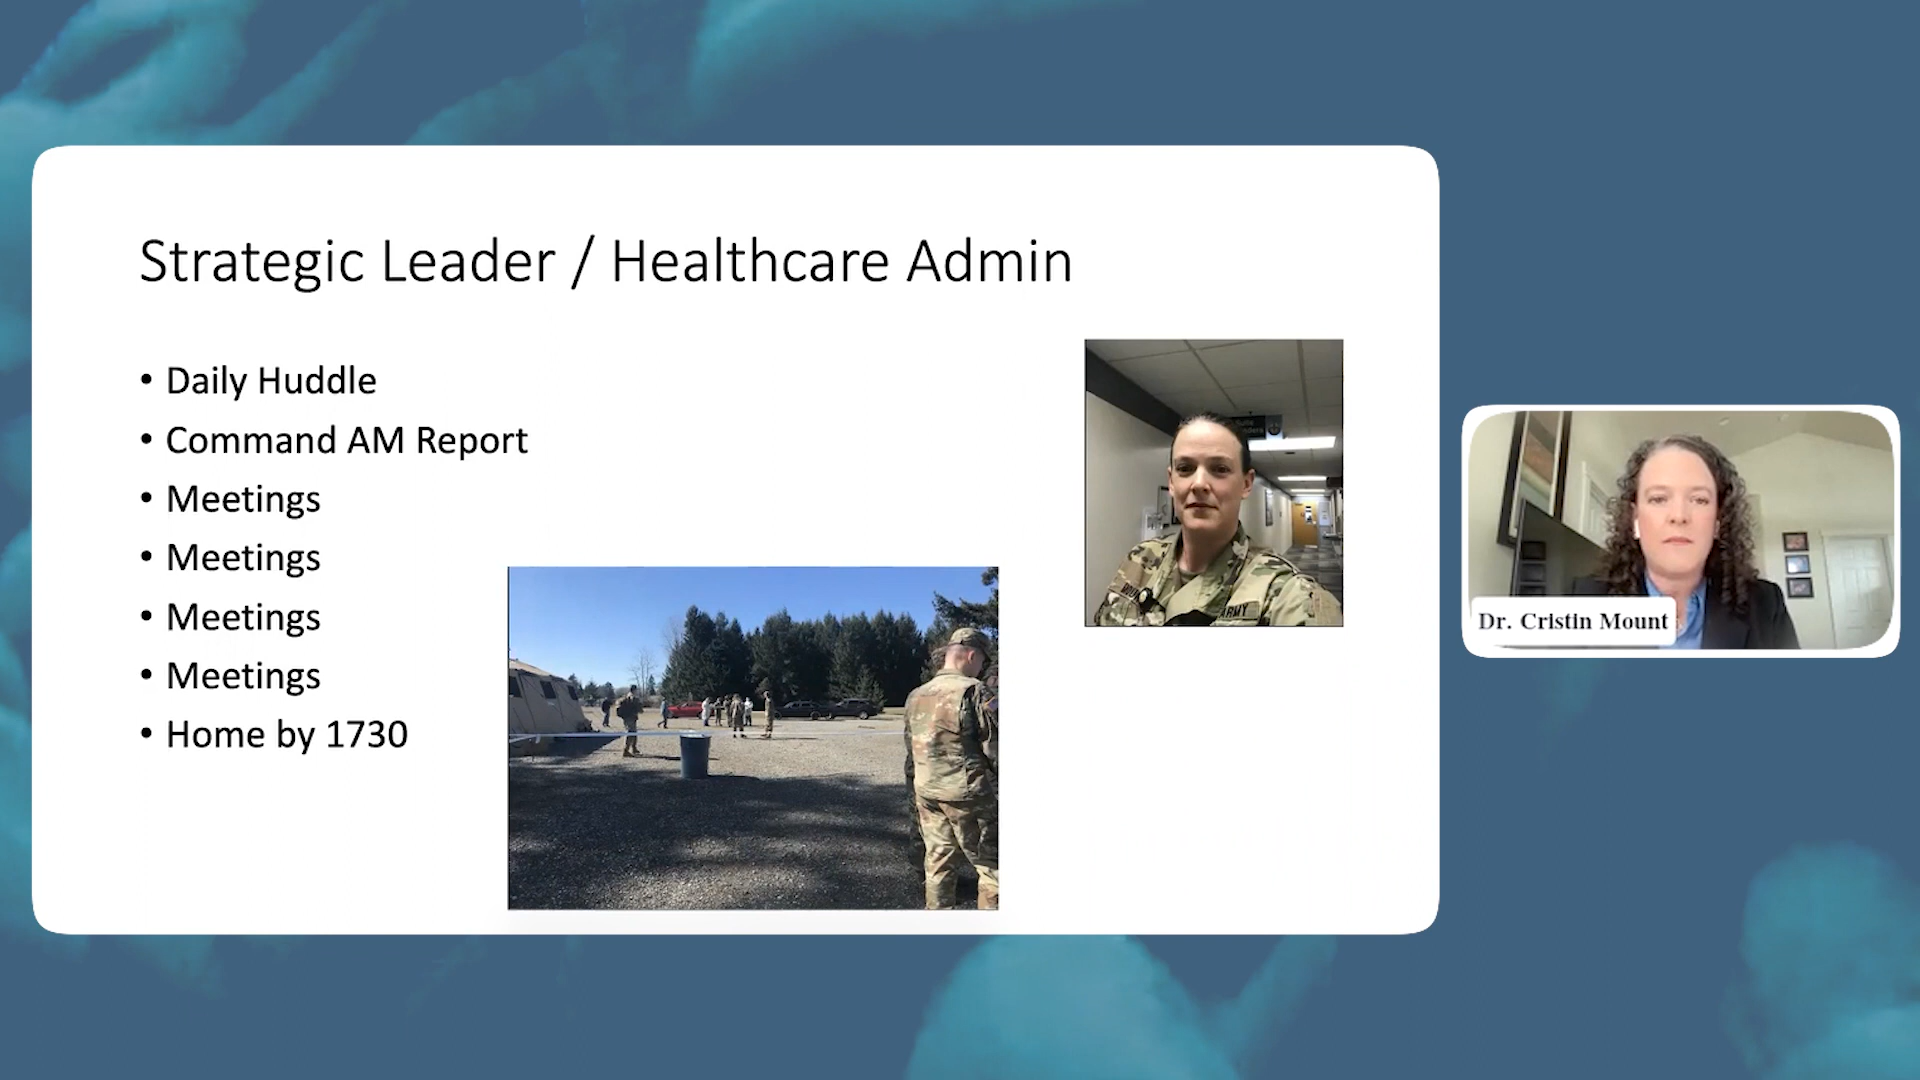 Strategic Leader / Healthcare Admin
• Daily Huddle
• Command AM Report
• Meetings
• Meetings
• Meetings
• Meetings
• Home by 1730
ARMY
Dr. Cristin Mount